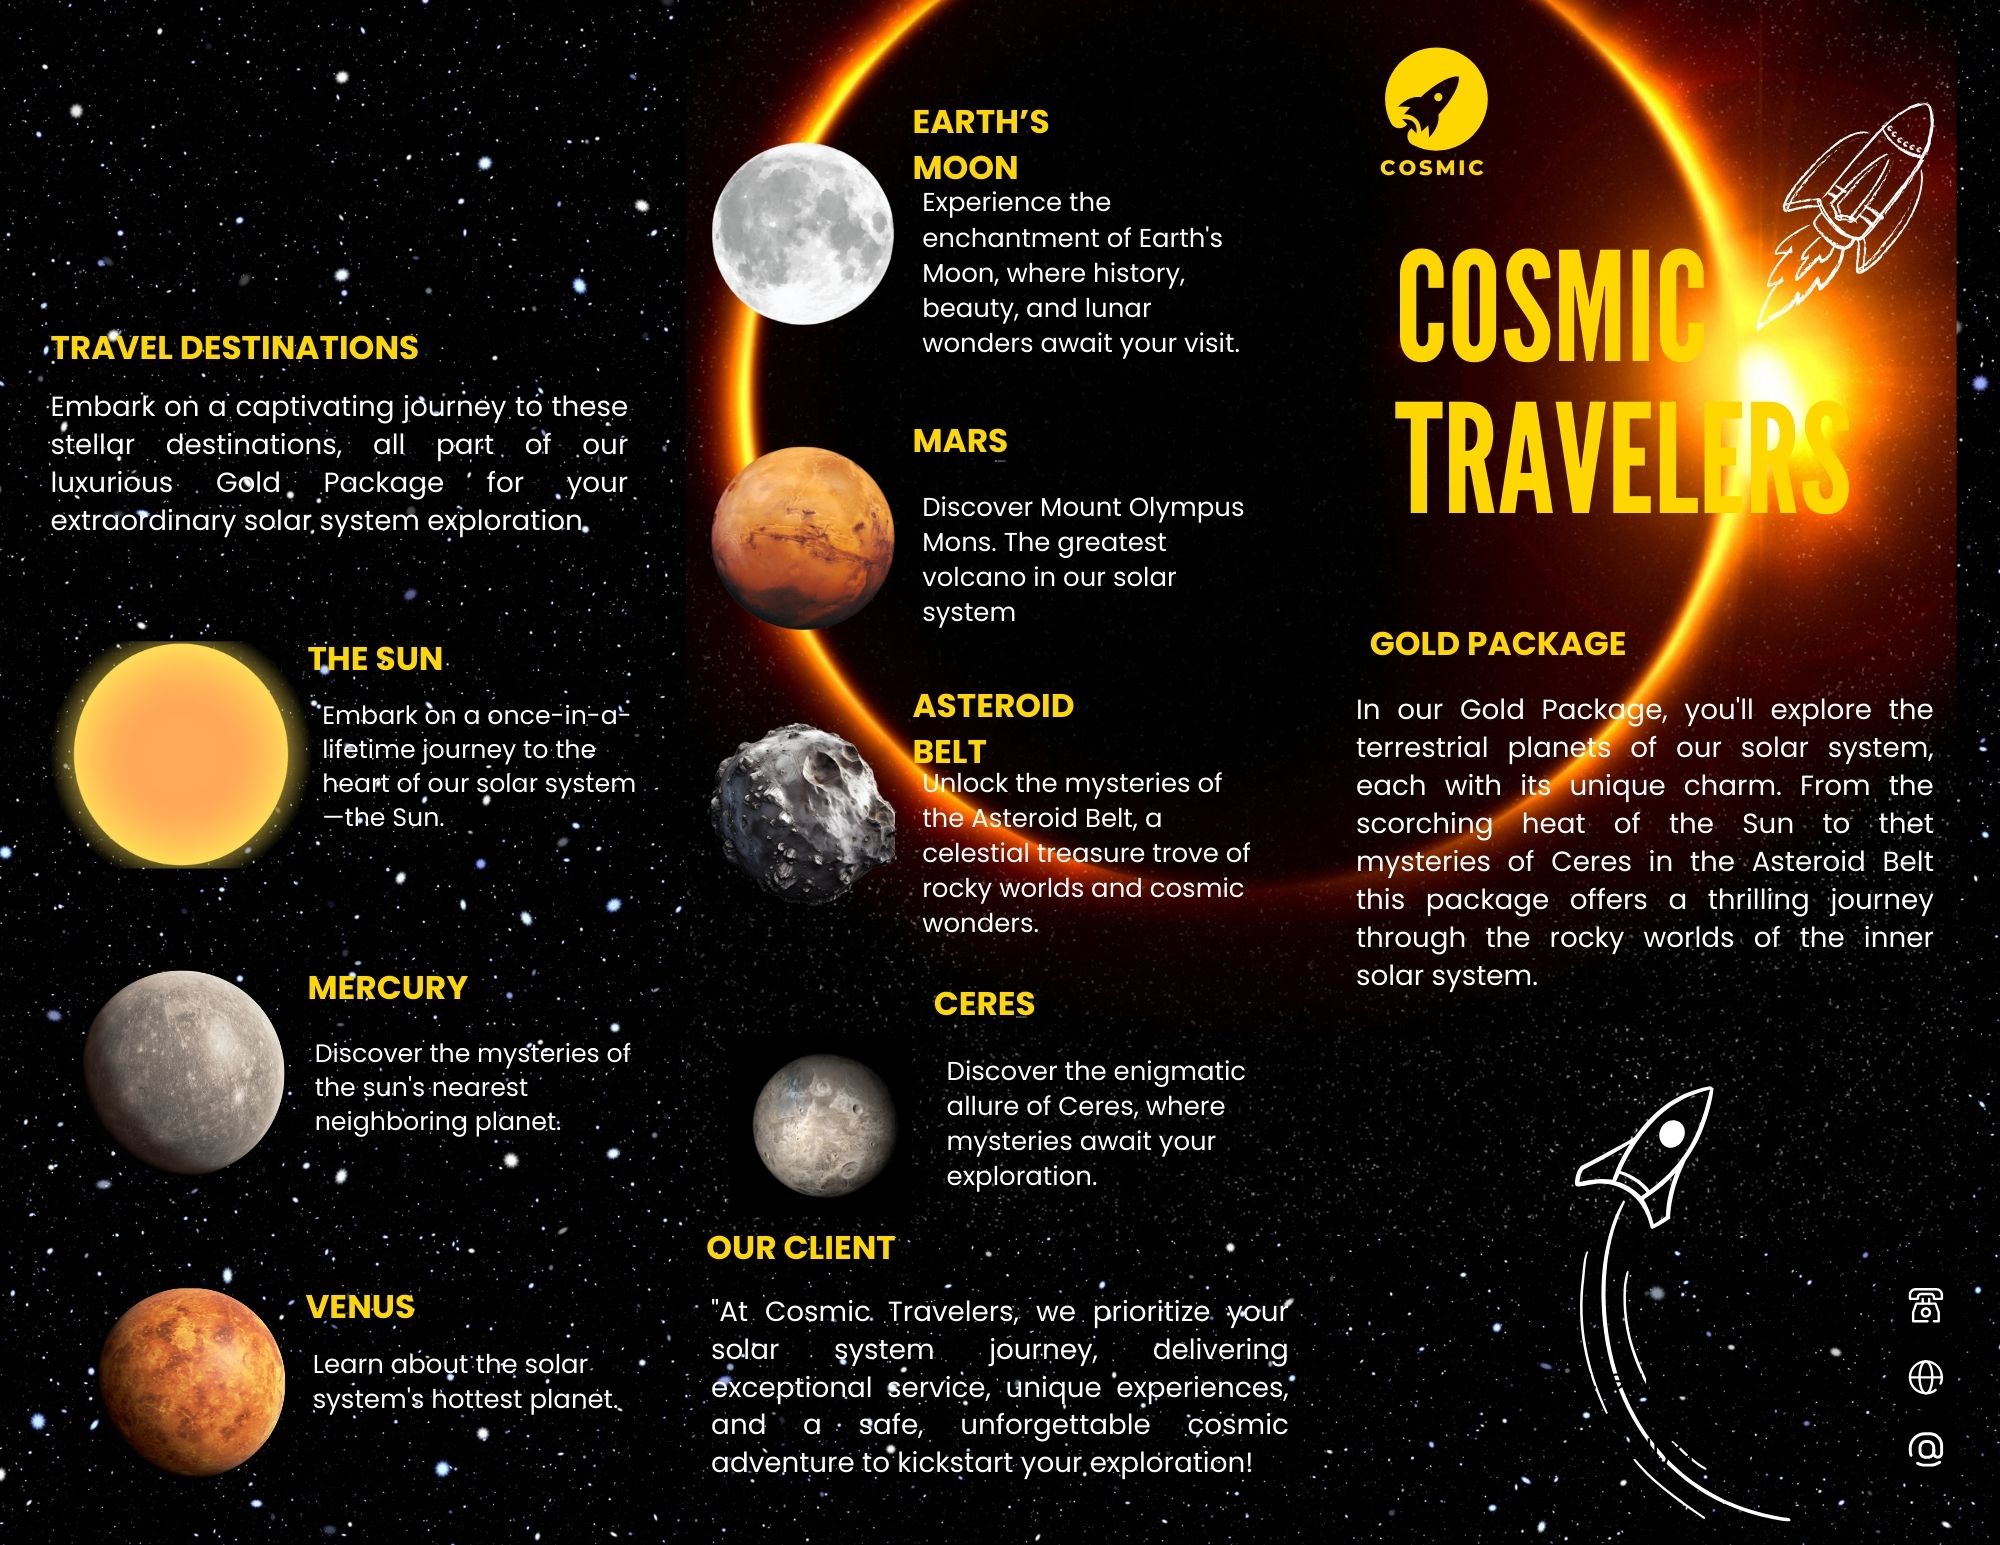 TRAVEL DESTINATIONS
Embark on a captivating journey to these
stellar destinations, all part of our
luxurious Gold Package for your
extraordinary solar system exploration.
THE SUN
Embark on a once-in-a-
lifetime journey to the
heart of our solar system
—the Sun.
MERCURY
Discover the mysteries of
the sun's nearest
neighboring planet.
VENUS
Learn about the solar
system's hottest planet.
EARTH’S
MOON
Experience the
enchantment of Earth's
Moon, where history,
beauty, and lunar
wonders await your visit.
MARS
Discover Mount Olympus
Mons. The greatest
volcano in our solar
system
ASTEROID
BELT
Unlock the mysteries of
the Asteroid Belt, a
celestial treasure trove of
rocky worlds and cosmic
wonders.
CERES
Discover the enigmatic
allure of Ceres, where
mysteries await your
exploration.
OUR CLIENT
"At Cosmic Travelers, we prioritize your
solar system journey, delivering
exceptional service, unique experiences,
and a safe, unforgettable cosmic
adventure to kickstart your exploration!
COSMIC
COSMIC
TRAVELERS
GOLD PACKAGE
In our Gold Package, you'll explore the
terrestrial planets of our solar system,
each with its unique charm. From the
scorching heat of the Sun to thet
mysteries of Ceres in the Asteroid Belt
this package offers a thrilling journey
through the rocky worlds of the inner
solar system.